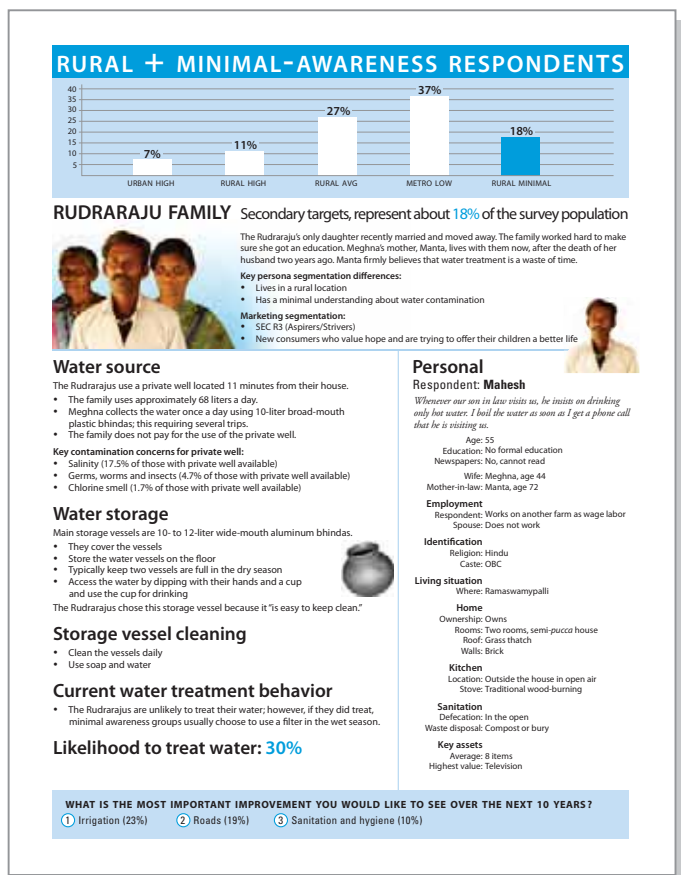 RURAL + MINIMAL-AWARENESS RESPONDENTS
40
35
30
25
20
15
10
5
7%
11%
27%
37%
18%
URBAN HIGH
RURAL HIGH
RURAL AVG
METRO LOW
RURAL MINIMAL
RUDRARAJU FAMILY Secondary targets, represent about 18% of the survey population
The Rudraraju's only daughter recently married and moved away. The family worked hard to make
sure she got an education. Meghna's mother, Manta, lives with them now, after the death of her
husband two years ago. Manta firmly believes that water treatment is a waste of time.
Key persona segmentation differences:
• Lives in a rural location
• Has a minimal understanding about water contamination
Marketing segmentation:
• SEC R3 (Aspirers/Strivers)
• New consumers who value hope and are trying to offer their children a better life
Water source
The Rudrarajus use a private well located 11 minutes from their house.
• The family uses approximately 68 liters a day.
• Meghna collects the water once a day using 10-liter broad-mouth
plastic bhindas; this requiring several trips.
• The family does not pay for the use of the private well.
Key contamination concerns for private well:
• Salinity (17.5% of those with private well available)
• Germs, worms and insects (4.7% of those with private well available)
• Chlorine smell (1.7% of those with private well available)
Water storage
Main storage vessels are 10- to 12-liter wide-mouth aluminum bhindas.
• They cover the vessels
• Store the water vessels on the floor
• Typically keep two vessels are full in the dry season
• Access the water by dipping with their hands and a cup
and use the cup for drinking
The Rudrarajus chose this storage vessel because it "is easy to keep clean."
Storage vessel cleaning
• Clean the vessels daily
• Use soap and water
Current water treatment behavior
• The Rudrarajus are unlikely to treat their water; however, if they did treat,
minimal awareness groups usually choose to use a filter in the wet season.
Likelihood to treat water: 30%
Personal
Respondent: Mahesh
Whenever our son in law visits us, he insists on drinking
only hot water. I boil the water as soon as I get a phone call
that he is visiting us.
Age: 55
Education: No formal education
Newspapers: No, cannot read
Wife: Meghna, age 44
Mother-in-law: Manta, age 72
Employment
Respondent: Works on another farm as wage labor
Spouse: Does not work
Identification
Religion: Hindu
Caste: OBC
Living situation
Where: Ramaswamypalli
Home
Ownership: Owns
Rooms: Two rooms, semi-pucca house
Roof: Grass thatch
Walls: Brick
Kitchen
Location: Outside the house in open air
Stove: Traditional wood-burning
Sanitation
Defecation: In the open
Waste disposal: Compost or bury
Key assets
Average: 8 items
Highest value: Television
WHAT IS THE MOST IMPORTANT IMPROVEMENT YOU WOULD LIKE TO SEE OVER THE NEXT 10 YEARS?
1 Irrigation (23%) 2 Roads (19%) 3 Sanitation and hygiene (10%)